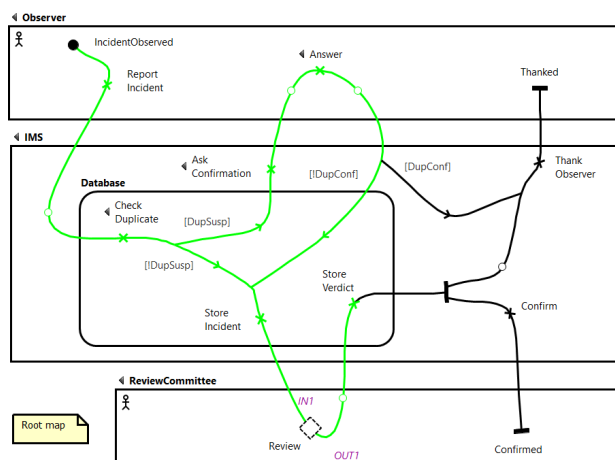 Observer
IncidentObserved
Answer
Report
Incident
Thanked
IMS
Ask
Confirmation
[!DupConf]
[DupConf]
Thank
Observer
Database
Check
Duplicate
[DupSusp]
[!DupSusp]
Store
Verdict
Store
Incident
Confirm
ReviewCommittee
IN1
Root map
Review
OUT1
Confirmed